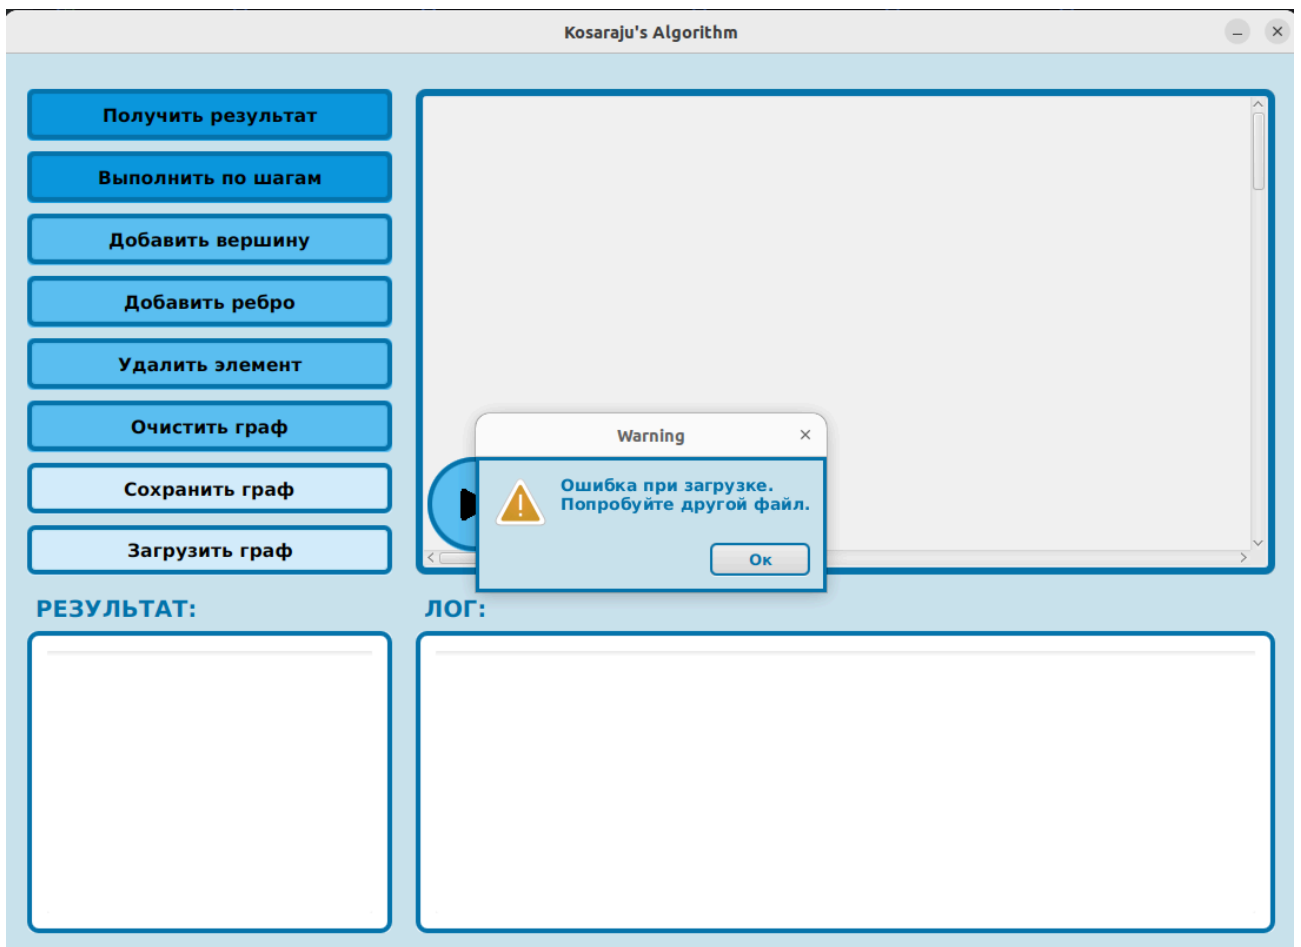 Kosaraju's Algorithm
Получить результат
Выполнить по шагам
Добавить вершину
Добавить ребро
Удалить элемент
Очистить граф
Сохранить граф
Загрузить граф
Warning
Ошибка при загрузке.
Попробуйте другой файл.
Ок
РЕЗУЛЬТАТ:
ЛОГ: